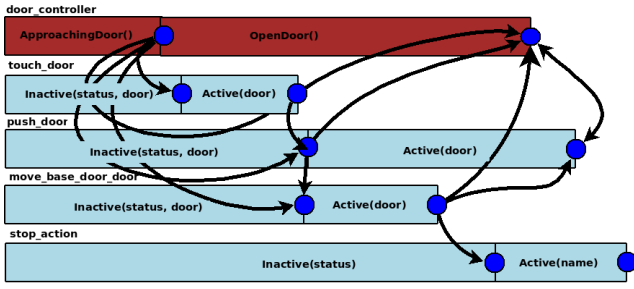 door_controller
ApproachingDoor() OpenDoor()
touch_door
Inactive(status, door) Active(door)
push_door
Inactive(status, door) Active(door)
move_base_door_door
Inactive(status, door) Active(door)
stop_action
Inactive(status) Active(name)